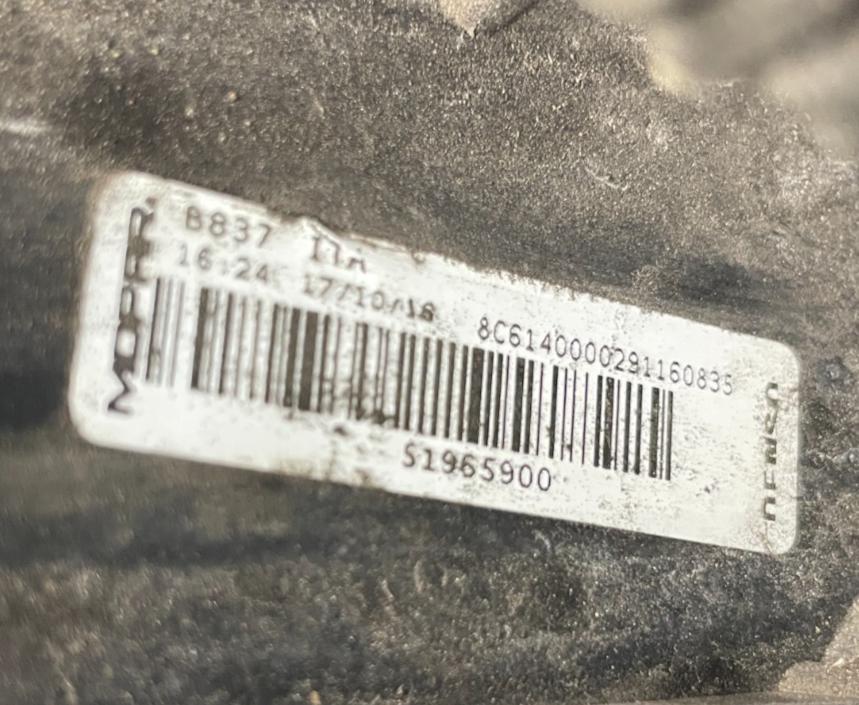 MOPAR.
B837
16:24 17/10/18
8C6140000291160835
51965900
DENSO